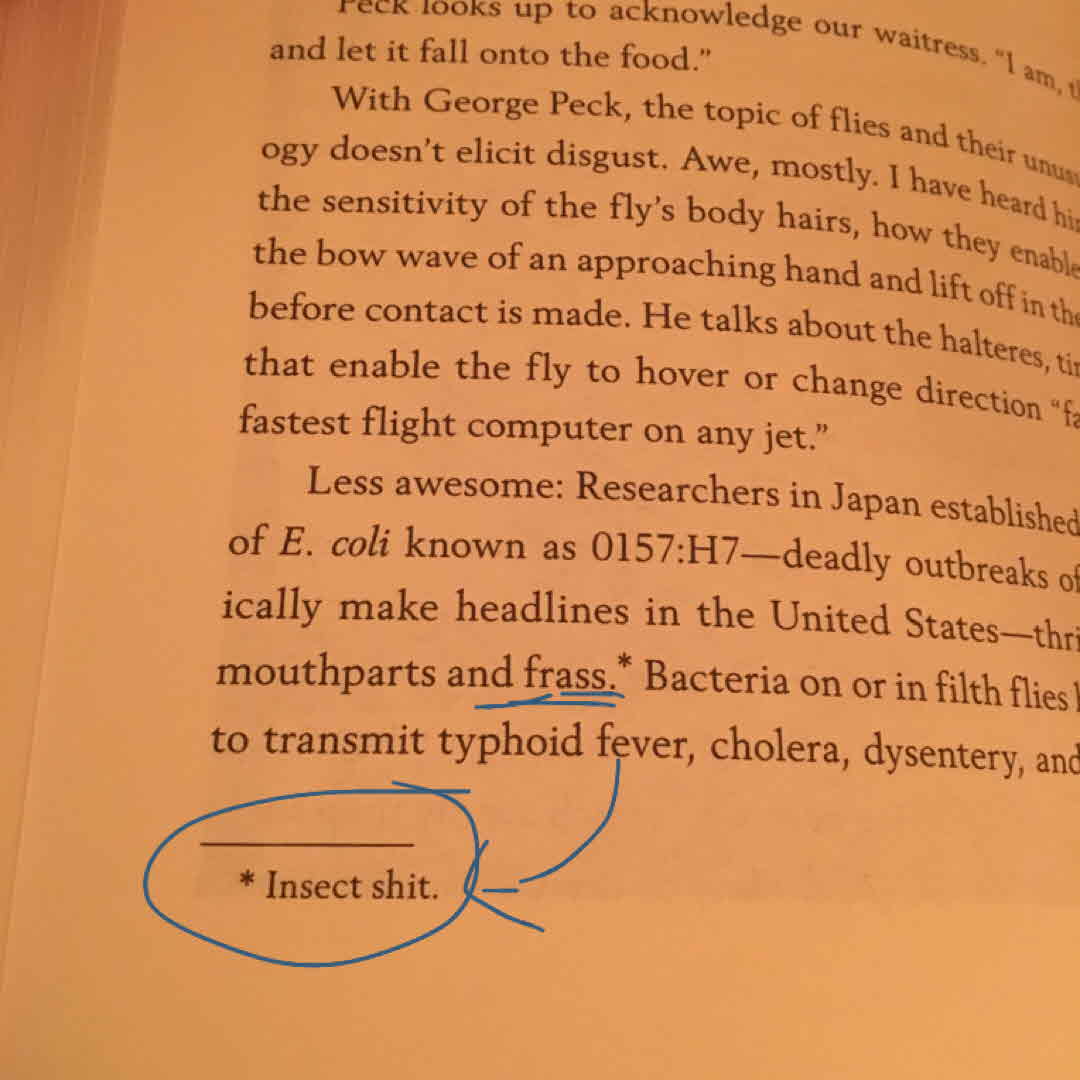 Peck looks up to acknowledge our waitress. "I am,
and let it fall onto the food."
With George Peck, the topic of flies and their
ogy doesn't elicit disgust. Awe, mostly. I have heard
the sensitivity of the fly's body hairs, how they enable
the bow wave of an approaching hand and lift off in the
before contact is made. He talks about the halteres,
that enable the fly to hover or change direction
fastest flight computer on any jet."
Less awesome: Researchers in Japan established
of E. coli known as 0157:H7—deadly outbreaks of
ically make headlines in the United States—
mouthparts and frass.* Bacteria on or in filth flies
to transmit typhoid fever, cholera, dysentery, and
* Insect shit.